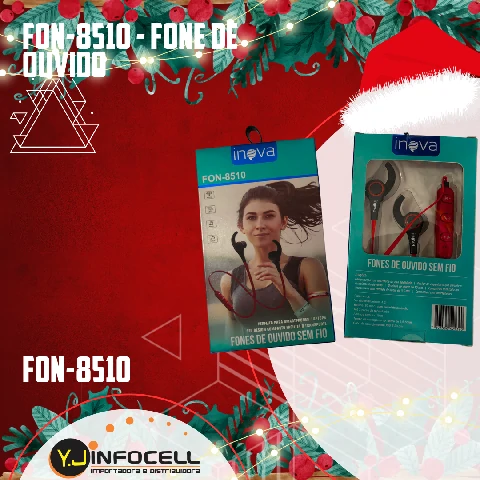 FON-8510 - FONE DE
OUVIDO
inova
FON-8510
FONES DE OUVIDO SEM FIO
inova
FONES DE OUVIDO SEM FIO
FON-8510
Y.J INFOCELL
importadora e distribuidora